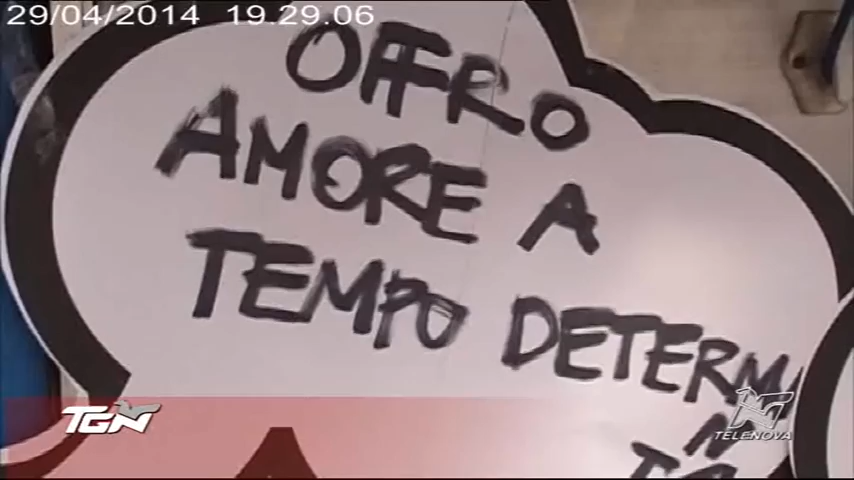 29/04/2014 19.29.06
OFFRO
AMORE A
TEMPO DETERM
TGN
TELENOVA